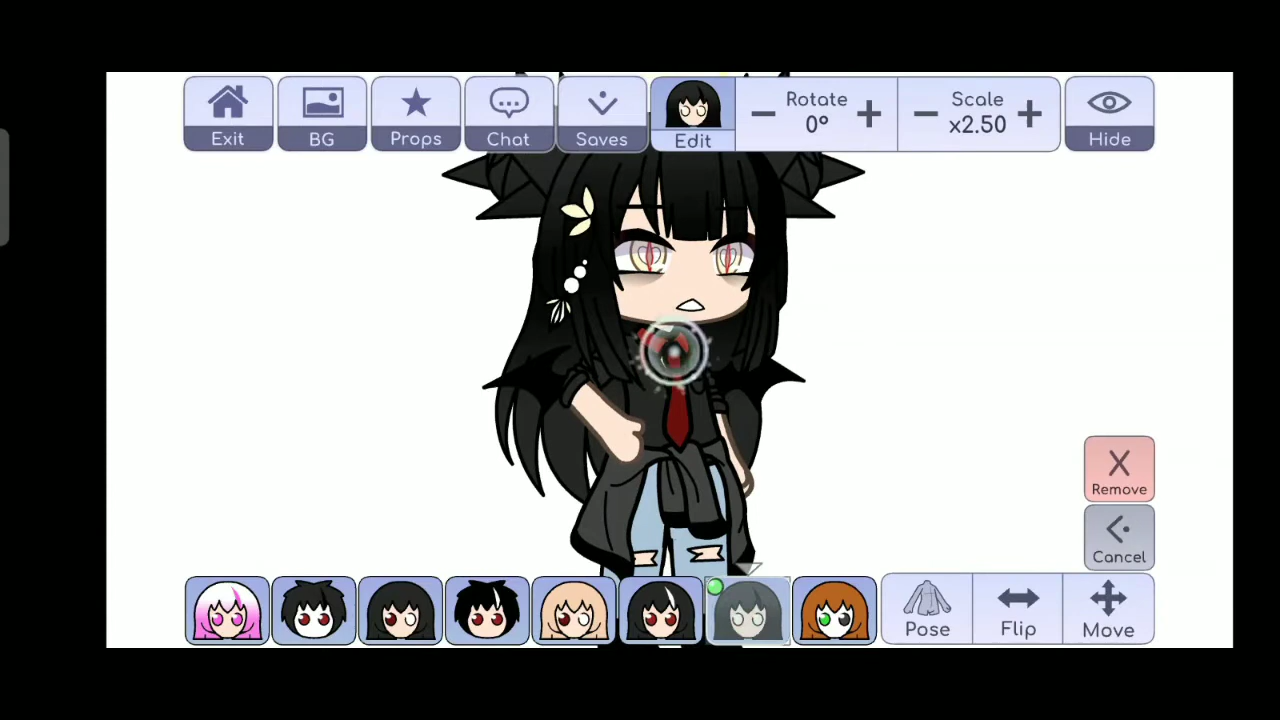 Exit
BG
Props
Chat
Saves
Edit
Rotate
0°
Scale
x2.50
Hide
Remove
Cancel
Pose
Flip
Move